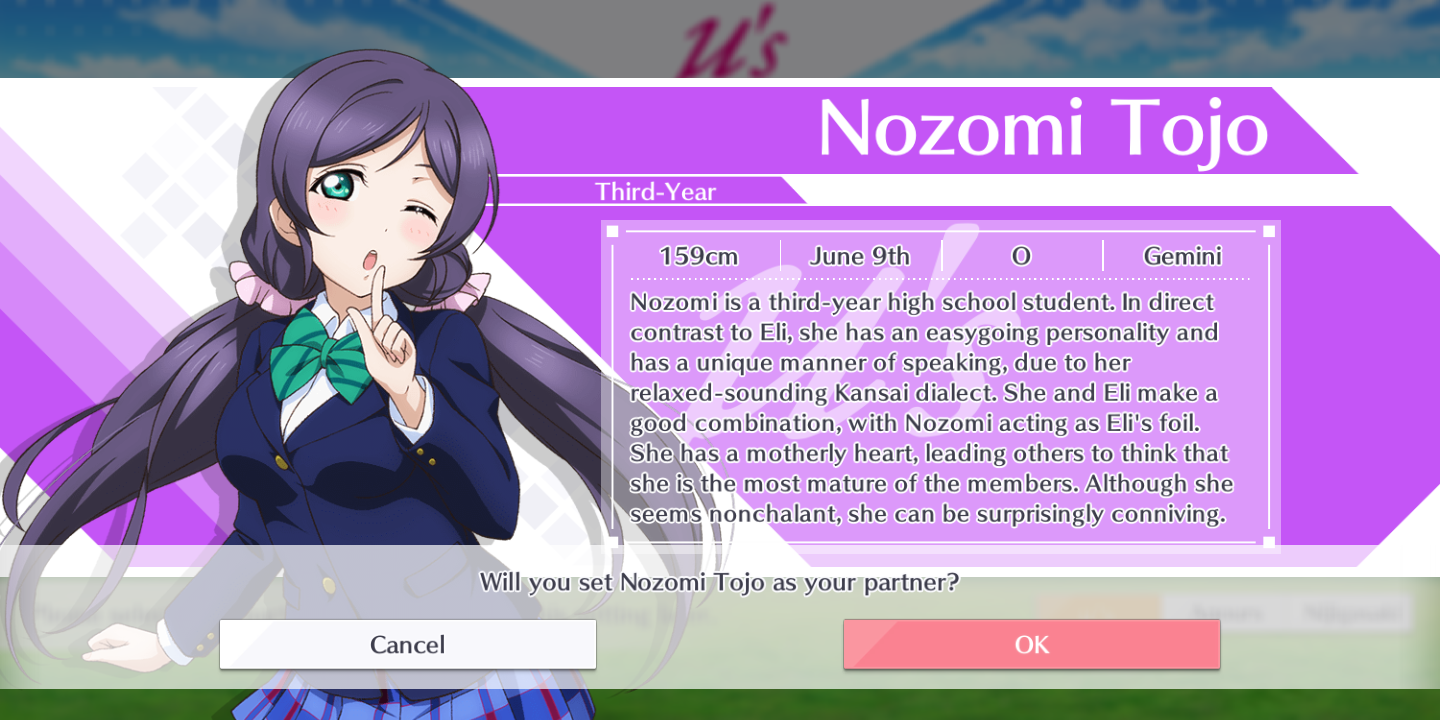 μ's
Nozomi Tojo
Third-Year
159cm June 9th O Gemini
Nozomi is a third-year high school student. In direct
contrast to Eli, she has an easygoing personality and
has a unique manner of speaking, due to her
relaxed-sounding Kansai dialect. She and Eli make a
good combination, with Nozomi acting as Eli's foil.
She has a motherly heart, leading others to think that
she is the most mature of the members. Although she
seems nonchalant, she can be surprisingly conniving.
Will you set Nozomi Tojo as your partner?
Cancel OK